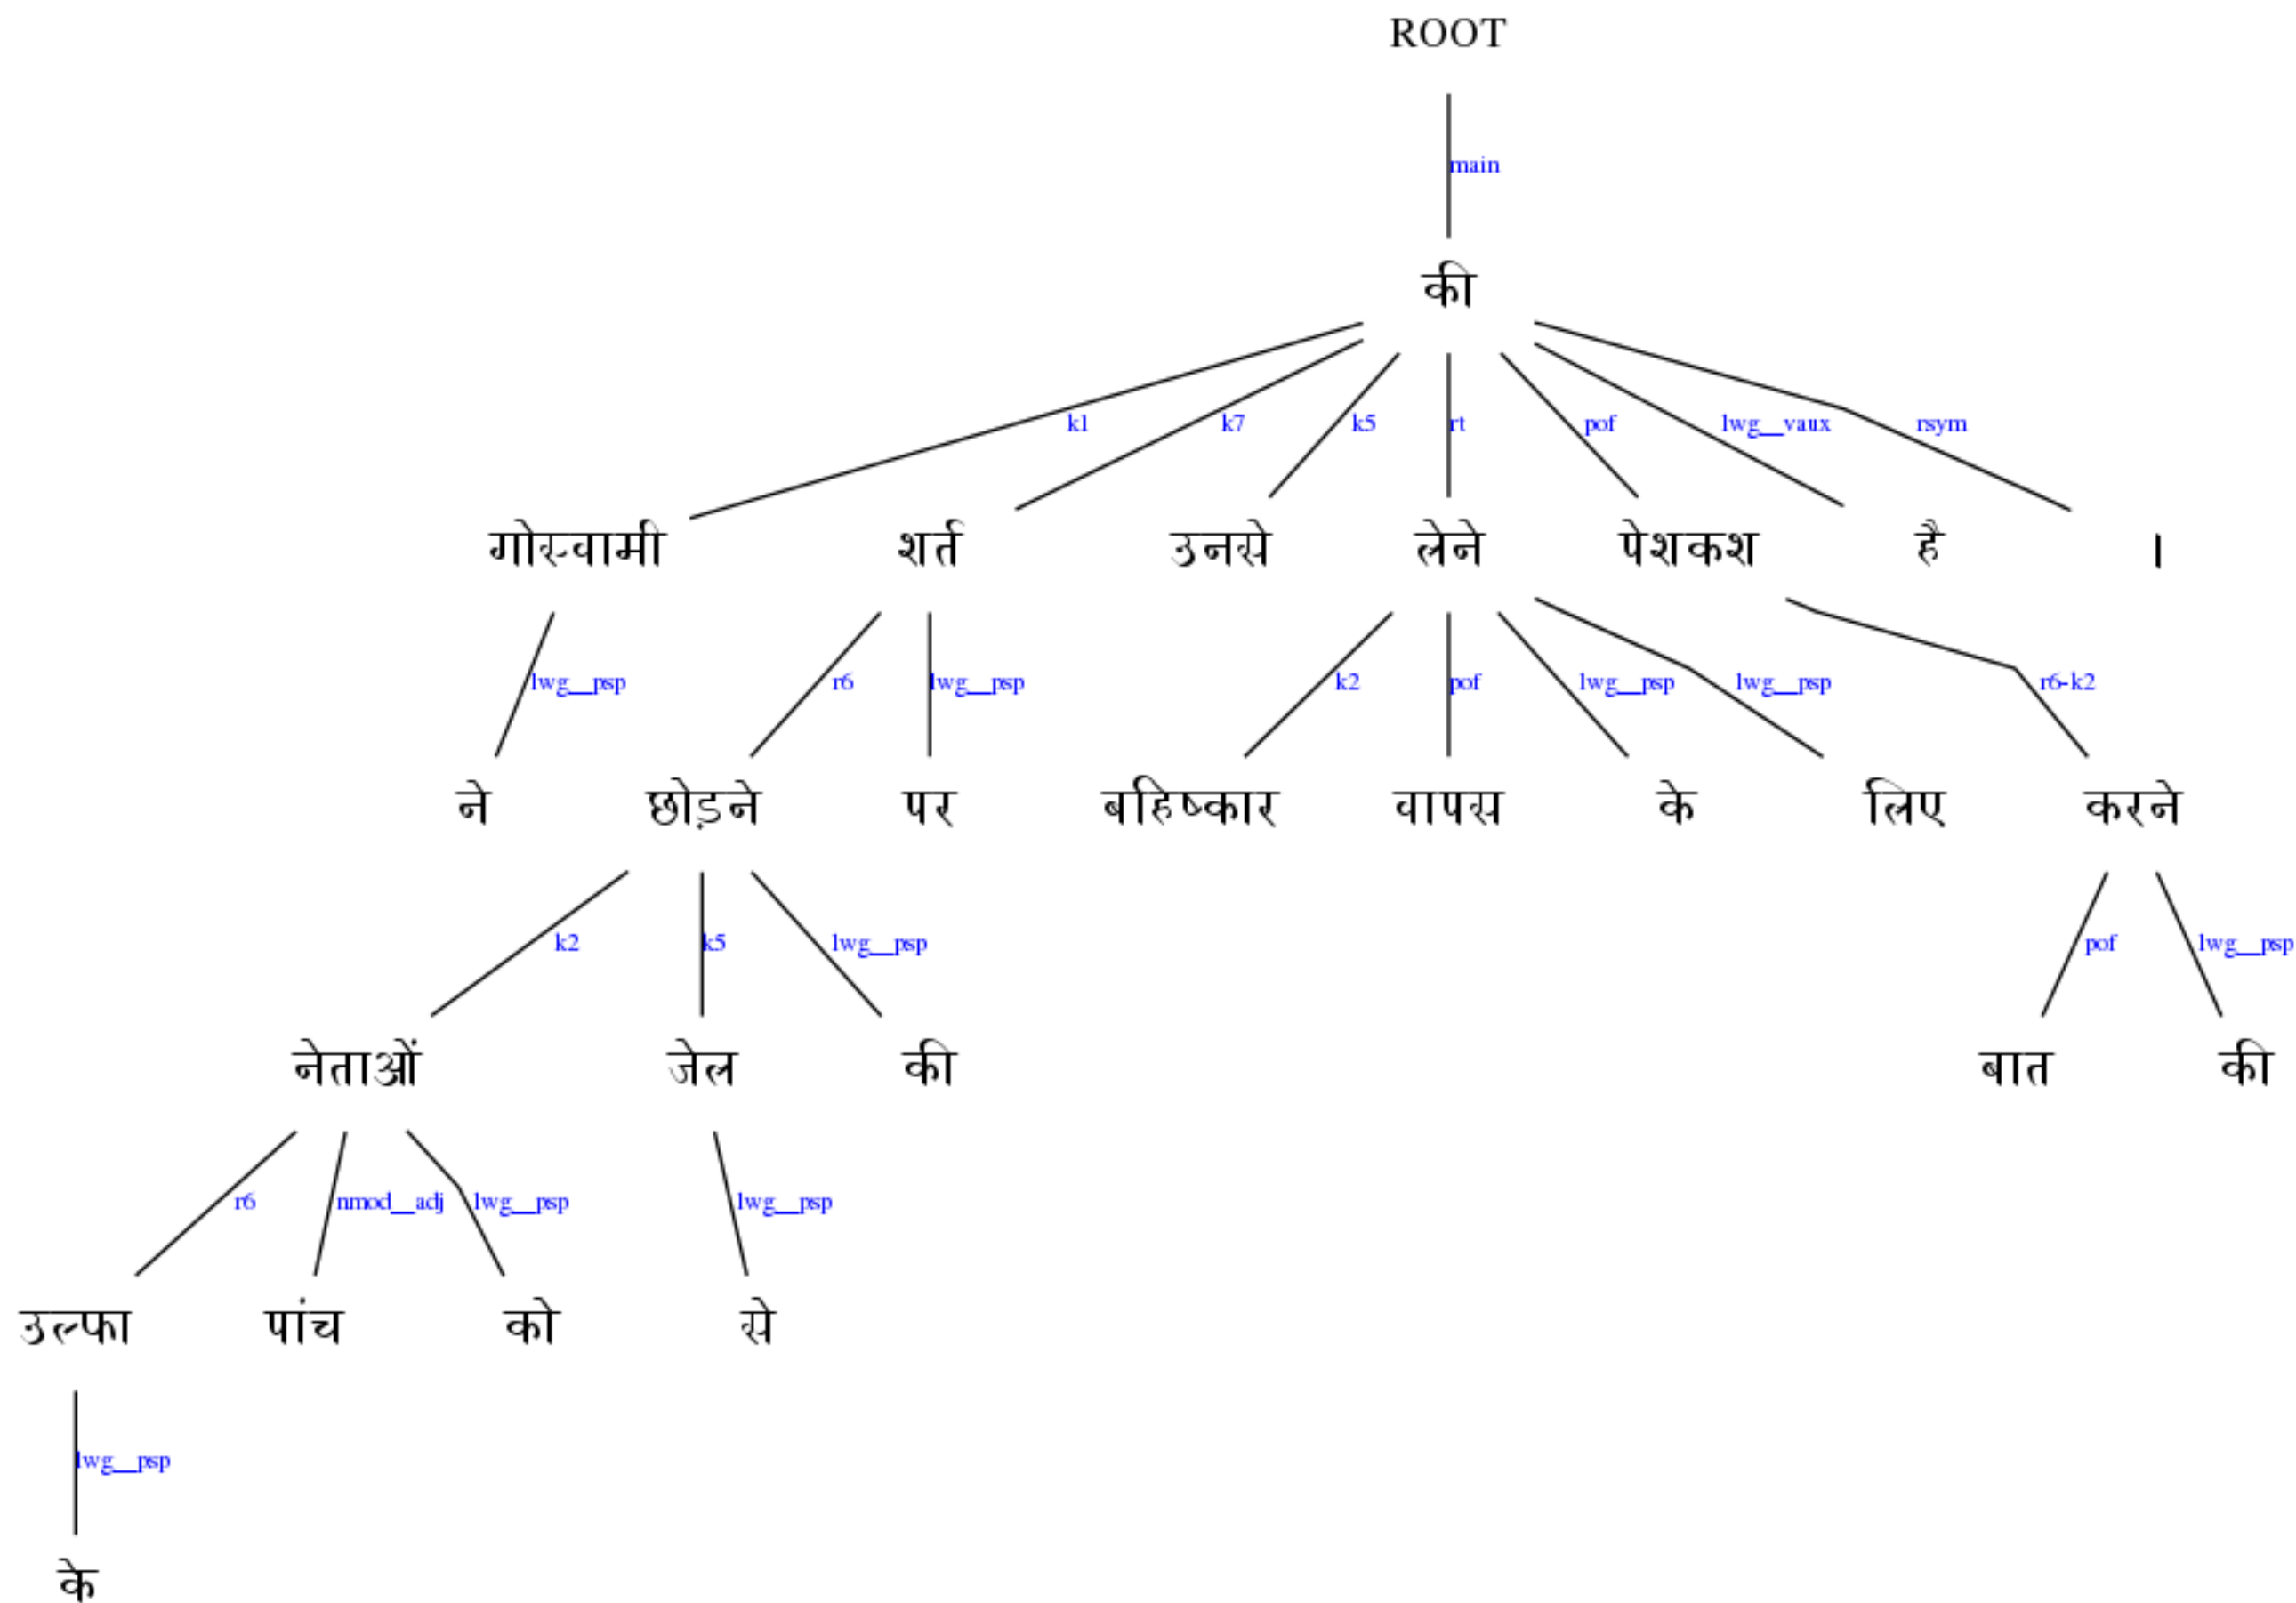 ROOT
main
की
k1 k7 k5 rt pof lwg__vaux rsym
गोस्वामी शर्त उनसे लेने पेशकश है ।
lwg__psp r6 lwg__psp k2 pof lwg__psp lwg__psp r6-k2
ने छोड़ने पर बहिष्कार वापस के लिए करने
k2 k5 lwg__psp pof lwg__psp
नेताओं जेल की बात की
r6 nmod__adj lwg__psp lwg__psp
उल्फा पांच को से
lwg__psp
के